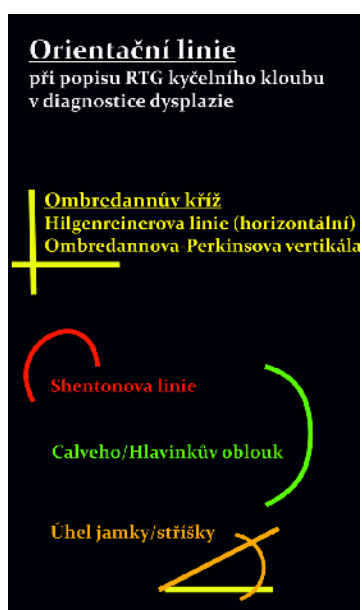 Orientační linie
při popisu RTG kyčelního kloubu
v diagnostice dysplazie
Ombredannův kříž
Hilgenreinerova linie (horizontální)
Ombredannova-Perkinsova vertikála
Shentonova linie
Calveho/Hlavinkův oblouk
Úhel jamky/stříšky